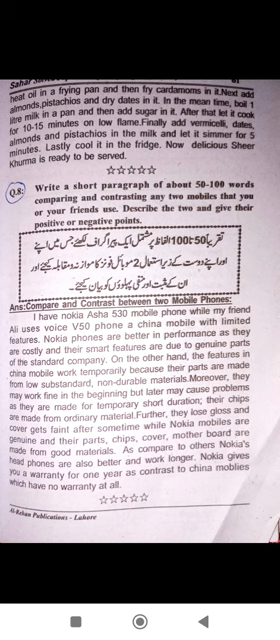 heat oil in a frying pan and then fry cardamoms in it.Next add
almonds,pistachios and dry dates in it. In the mean time, boil 1
litre milk in a pan and then add sugar in it. After that let it cook
for 10-15 minutes on low flame.Finally add vermicelli, dates,
almonds and pistachios in the milk and let it simmer for 5
minutes. Lastly cool it in the fridge. Now delicious Sheer
Khurma is ready to be served.
☆☆☆☆☆
Q.8: Write a short paragraph of about 50-100 words
comparing and contrasting any two mobiles that you
or your friends use. Describe the two and give their
positive or negative points.
تقریباً 50 تا 100 الفاظ پر مشتمل ایک پیراگراف لکھئے جس میں اپنے
اور اپنے دوست کے زیر استعمال 2 موبائل فونز کا موازنہ و مقابلہ کیجئے اور
ان کے مثبت اور منفی پہلوؤں کو بیان کیجئے۔
Ans:Compare and Contrast between two Mobile Phones:
I have nokia Asha 530 mobile phone while my friend
Ali uses voice V50 phone a china mobile with limited
features. Nokia phones are better in performance as they
are costly and their smart features are due to genuine parts
of the standard company. On the other hand, the features in
china mobile work temporarily because their parts are made
from low substandard, non-durable materials.Moreover, they
may work fine in the beginning but later may cause problems
as they are made for temporary short duration; their chips
are made from ordinary material.Further, they lose gloss and
cover gets faint after sometime while Nokia mobiles are
genuine and their parts, chips, cover, mother board are
made from good materials. As compare to others Nokia's
head phones are also better and work longer. Nokia gives
you a warranty for one year as contrast to china moblies
which have no warranty at all.
☆☆☆☆☆
Al-Rehan Publications - Lahore